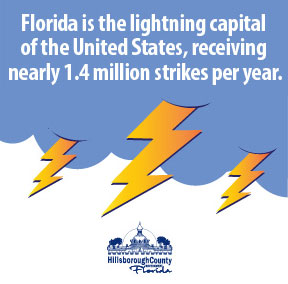 Florida is the lightning capital
of the United States, receiving
nearly 1.4 million strikes per year.
Hillsborough County
Florida